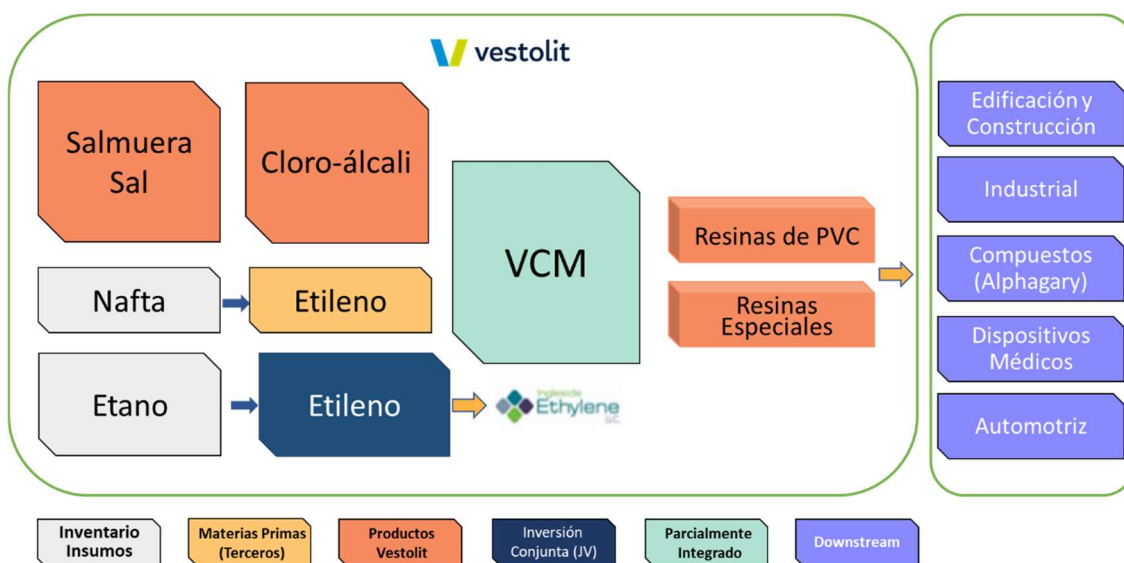 vestolit
Salmuera
Sal
Cloro-álcali
VCM
Nafta
Etileno
Etano
Etileno
Ingleside
Ethylene
LLC
Resinas de PVC
Resinas
Especiales
Edificación y
Construcción
Industrial
Compuestos
(Alphagary)
Dispositivos
Médicos
Automotriz
Inventario
Insumos
Materias Primas
(Terceros)
Productos
Vestolit
Inversión
Conjunta (JV)
Parcialmente
Integrado
Downstream